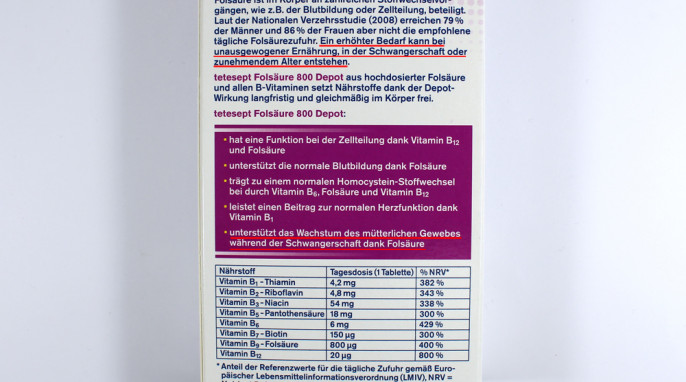 Folsäure ist im Körper an zahlreichen Stoffwechselvor-
gängen, wie z.B. der Blutbildung oder Zellteilung, beteiligt.
Laut der Nationalen Verzehrsstudie (2008) erreichen 79 %
der Männer und 86 % der Frauen aber nicht die empfohlene
tägliche Folsäurezufuhr. Ein erhöhter Bedarf kann bei
unausgewogener Ernährung, in der Schwangerschaft oder
zunehmendem Alter entstehen.
tetesept Folsäure 800 Depot aus hochdosierter Folsäure
und allen B-Vitaminen setzt Nährstoffe dank der Depot-
Wirkung langfristig und gleichmäßig im Körper frei.
tetesept Folsäure 800 Depot:
• hat eine Funktion bei der Zellteilung dank Vitamin B12
und Folsäure
• unterstützt die normale Blutbildung dank Folsäure
• trägt zu einem normalen Homocystein-Stoffwechsel
bei durch Vitamin B6, Folsäure und Vitamin B12
• leistet einen Beitrag zur normalen Herzfunktion dank
Vitamin B1
• unterstützt das Wachstum des mütterlichen Gewebes
während der Schwangerschaft dank Folsäure
Nährstoff Tagesdosis (1 Tablette) % NRV*
Vitamin B1 - Thiamin 4,2 mg 382 %
Vitamin B2 - Riboflavin 4,8 mg 343 %
Vitamin B3 - Niacin 54 mg 338 %
Vitamin B5 - Pantothensäure 18 mg 300 %
Vitamin B6 6 mg 429 %
Vitamin B7 - Biotin 150 µg 300 %
Vitamin B9 - Folsäure 800 µg 400 %
Vitamin B12 20 µg 800 %
* Anteil der Referenzwerte für die tägliche Zufuhr gemäß Euro-
päischer Lebensmittelinformationsverordnung (LMIV), NRV =